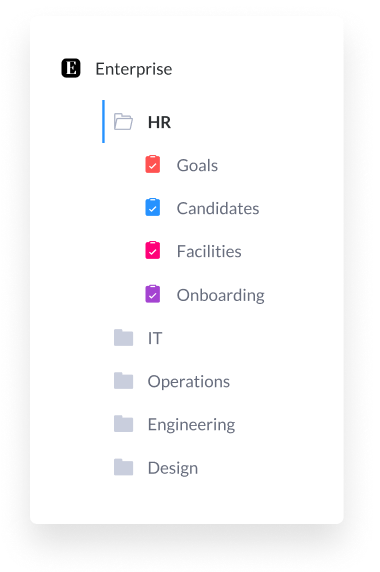 E Enterprise
HR
Goals
Candidates
Facilities
Onboarding
IT
Operations
Engineering
Design